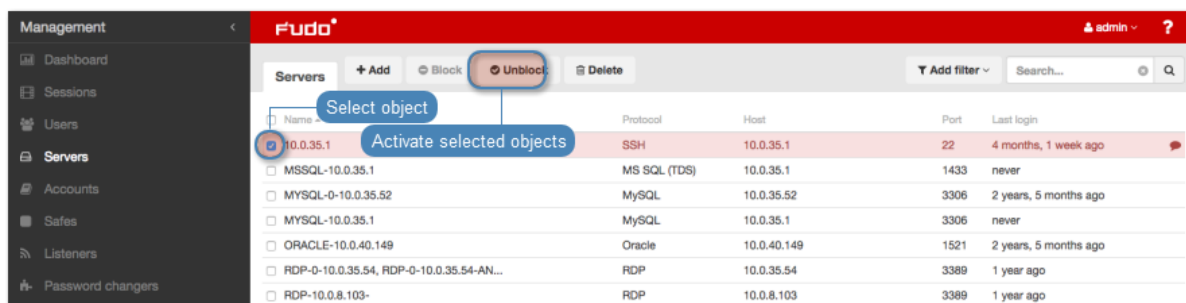 Management
FUDO
admin
?
Dashboard
Sessions
Users
Servers
Accounts
Safes
Listeners
Password changers
Servers
+ Add
Block
Unblock
Delete
Add filter
Search...
Select object
Activate selected objects
Name Protocol Host Port Last login
10.0.35.1 SSH 10.0.35.1 22 4 months, 1 week ago
MSSQL-10.0.35.1 MS SQL (TDS) 10.0.35.1 1433 never
MYSQL-0-10.0.35.52 MySQL 10.0.35.52 3306 2 years, 5 months ago
MYSQL-10.0.35.1 MySQL 10.0.35.1 3306 never
ORACLE-10.0.40.149 Oracle 10.0.40.149 1521 2 years, 5 months ago
RDP-0-10.0.35.54, RDP-0-10.0.35.54-AN... RDP 10.0.35.54 3389 1 year ago
RDP-10.0.8.103- RDP 10.0.8.103 3389 1 year ago